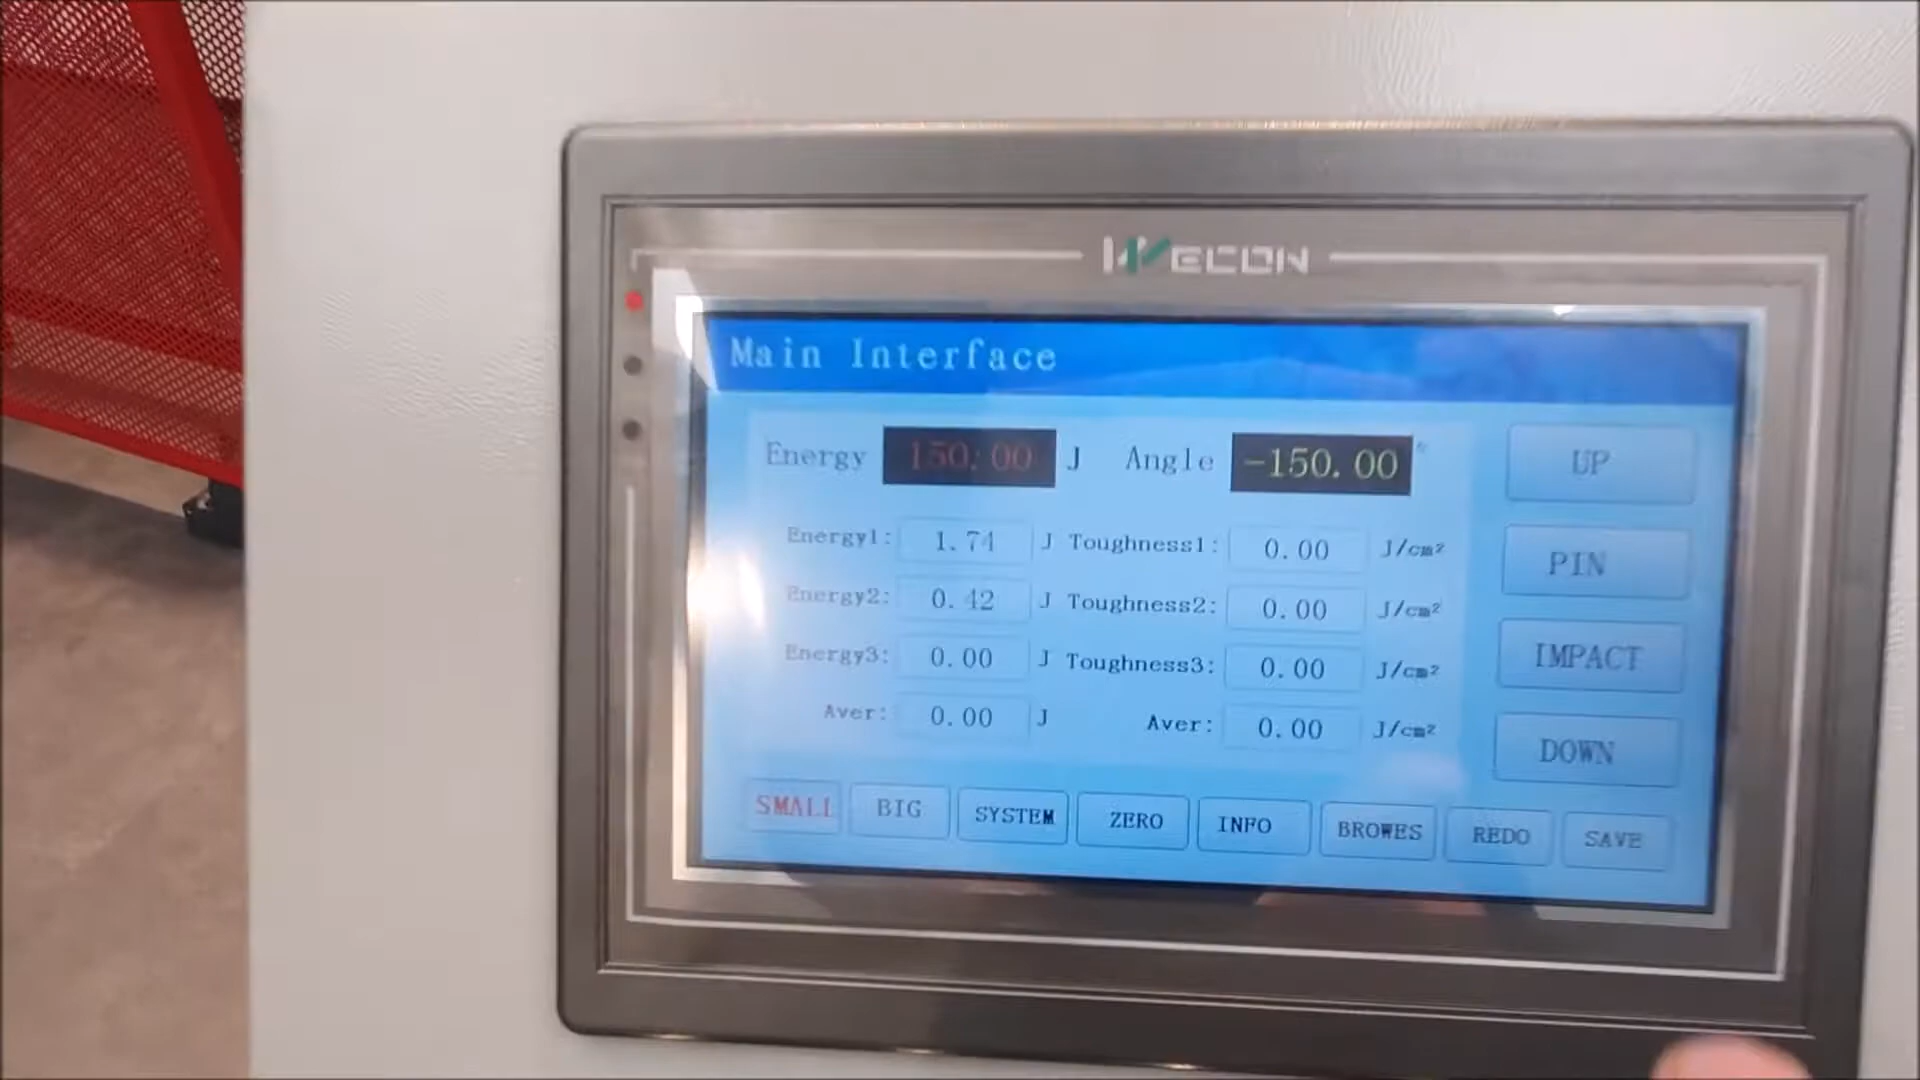 WECON
Main Interface
Energy 150.00 J Angle -150.00 °
Energy1: 1.74 J Toughness1: 0.00 J/cm²
Energy2: 0.42 J Toughness2: 0.00 J/cm²
Energy3: 0.00 J Toughness3: 0.00 J/cm²
Aver: 0.00 J Aver: 0.00 J/cm²
UP
PIN
IMPACT
DOWN
SMALL BIG SYSTEM ZERO INFO BROWES REDO SAVE